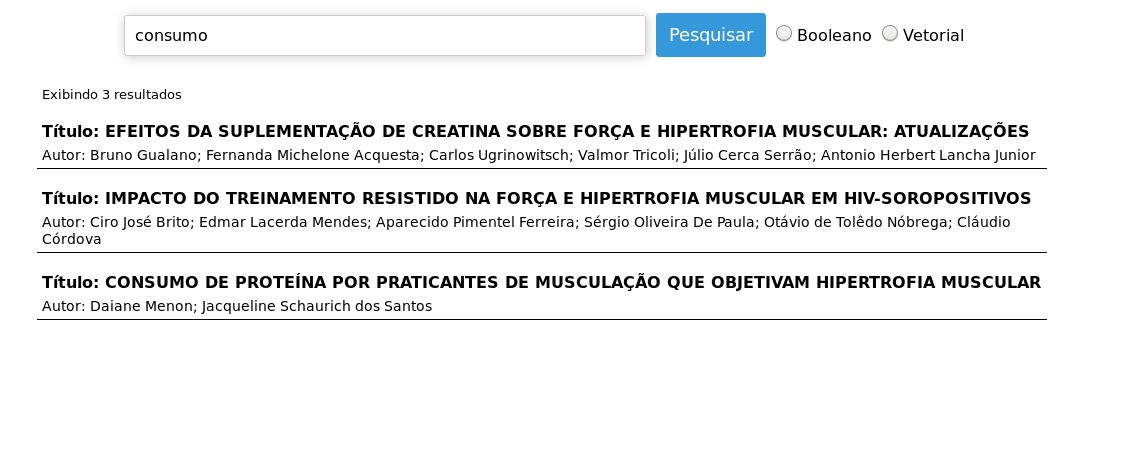 consumo Pesquisar Booleano Vetorial
Exibindo 3 resultados
Título: EFEITOS DA SUPLEMENTAÇÃO DE CREATINA SOBRE FORÇA E HIPERTROFIA MUSCULAR: ATUALIZAÇÕES
Autor: Bruno Gualano; Fernanda Michelone Acquesta; Carlos Ugrinowitsch; Valmor Tricoli; Júlio Cerca Serrão; Antonio Herbert Lancha Junior
Título: IMPACTO DO TREINAMENTO RESISTIDO NA FORÇA E HIPERTROFIA MUSCULAR EM HIV-SOROPOSITIVOS
Autor: Ciro José Brito; Edmar Lacerda Mendes; Aparecido Pimentel Ferreira; Sérgio Oliveira De Paula; Otávio de Tolêdo Nóbrega; Cláudio
Córdova
Título: CONSUMO DE PROTEÍNA POR PRATICANTES DE MUSCULAÇÃO QUE OBJETIVAM HIPERTROFIA MUSCULAR
Autor: Daiane Menon; Jacqueline Schaurich dos Santos